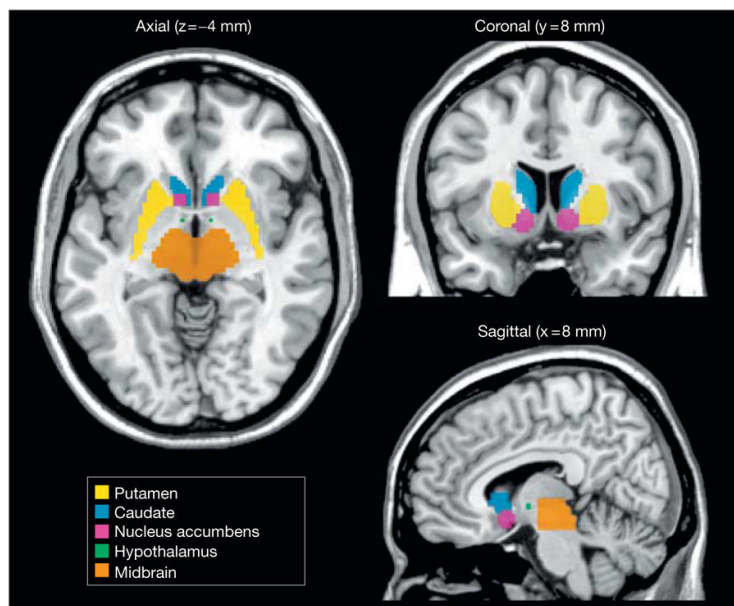 Axial (z=−4 mm)
Coronal (y=8 mm)
Sagittal (x=8 mm)
Putamen
Caudate
Nucleus accumbens
Hypothalamus
Midbrain